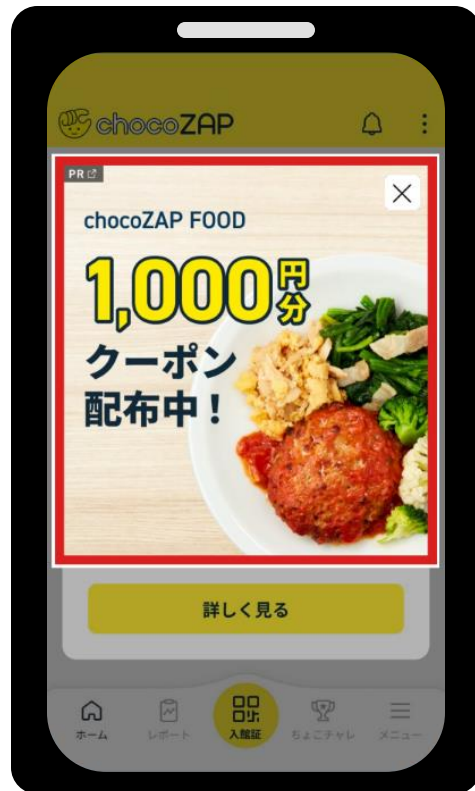 chocoZAP
PR
chocoZAP FOOD
1,000円分
クーポン
配布中！
詳しく見る
ホーム
レポート
入館証
ちょこチャレ
メニュー